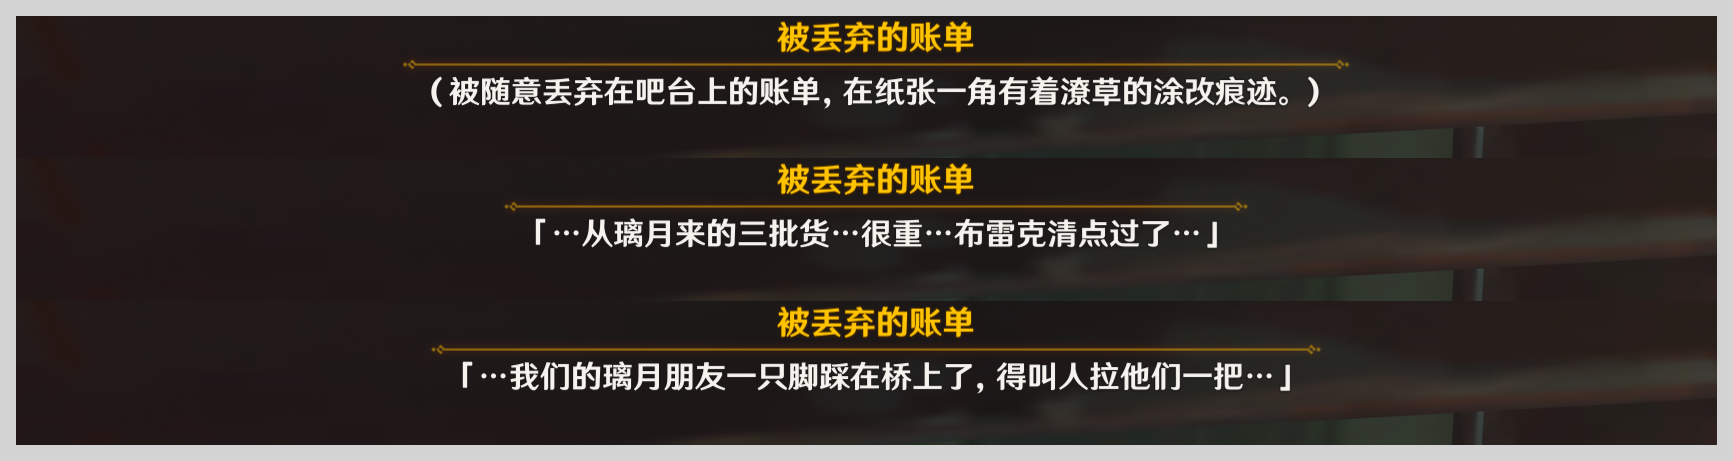 被丢弃的账单
（被随意丢弃在吧台上的账单，在纸张一角有着潦草的涂改痕迹。）
被丢弃的账单
「…从璃月来的三批货…很重…布雷克清点过了…」
被丢弃的账单
「…我们的璃月朋友一只脚踩在桥上了，得叫人拉他们一把…」